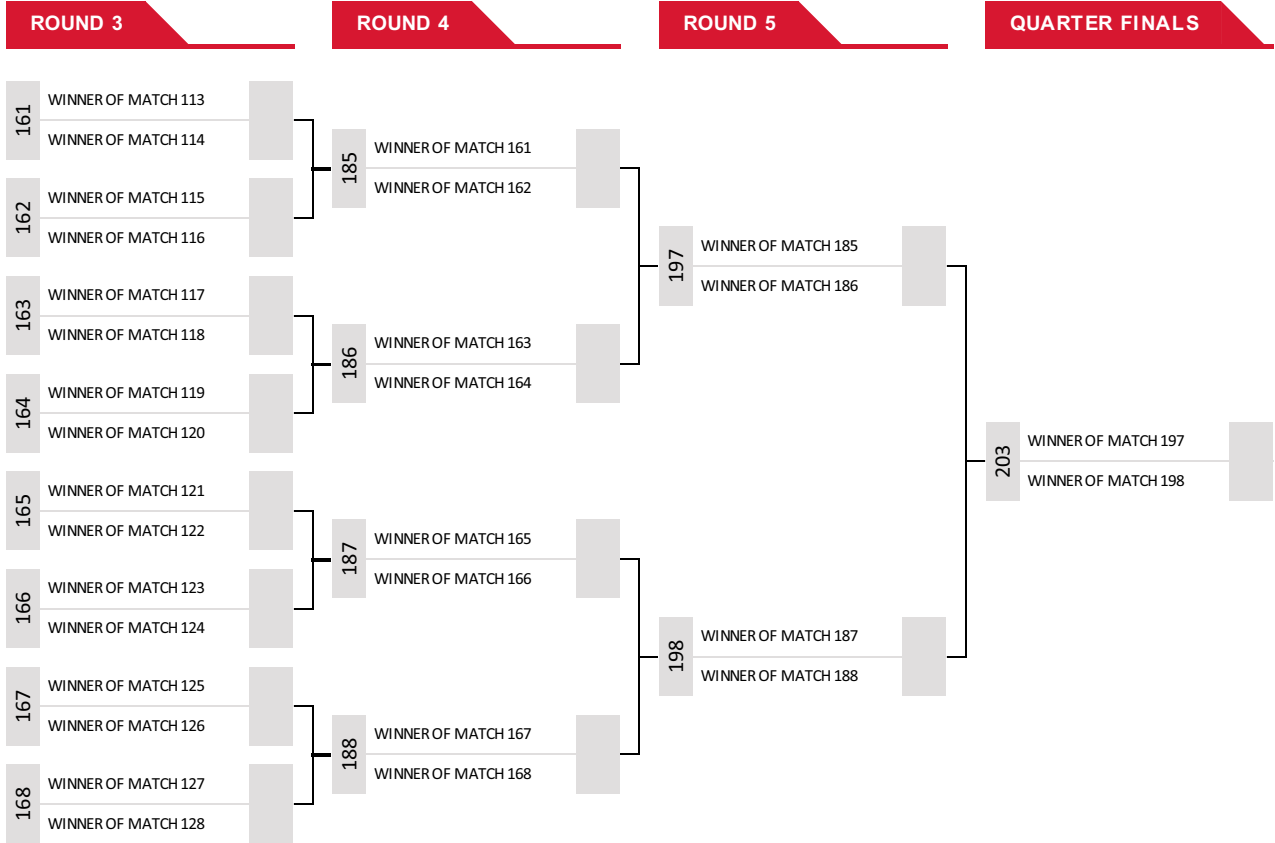 ROUND 3
ROUND 4
ROUND 5
QUARTER FINALS
161
WINNER OF MATCH 113
WINNER OF MATCH 114
162
WINNER OF MATCH 115
WINNER OF MATCH 116
163
WINNER OF MATCH 117
WINNER OF MATCH 118
164
WINNER OF MATCH 119
WINNER OF MATCH 120
165
WINNER OF MATCH 121
WINNER OF MATCH 122
166
WINNER OF MATCH 123
WINNER OF MATCH 124
167
WINNER OF MATCH 125
WINNER OF MATCH 126
168
WINNER OF MATCH 127
WINNER OF MATCH 128
185
WINNER OF MATCH 161
WINNER OF MATCH 162
186
WINNER OF MATCH 163
WINNER OF MATCH 164
187
WINNER OF MATCH 165
WINNER OF MATCH 166
188
WINNER OF MATCH 167
WINNER OF MATCH 168
197
WINNER OF MATCH 185
WINNER OF MATCH 186
198
WINNER OF MATCH 187
WINNER OF MATCH 188
203
WINNER OF MATCH 197
WINNER OF MATCH 198